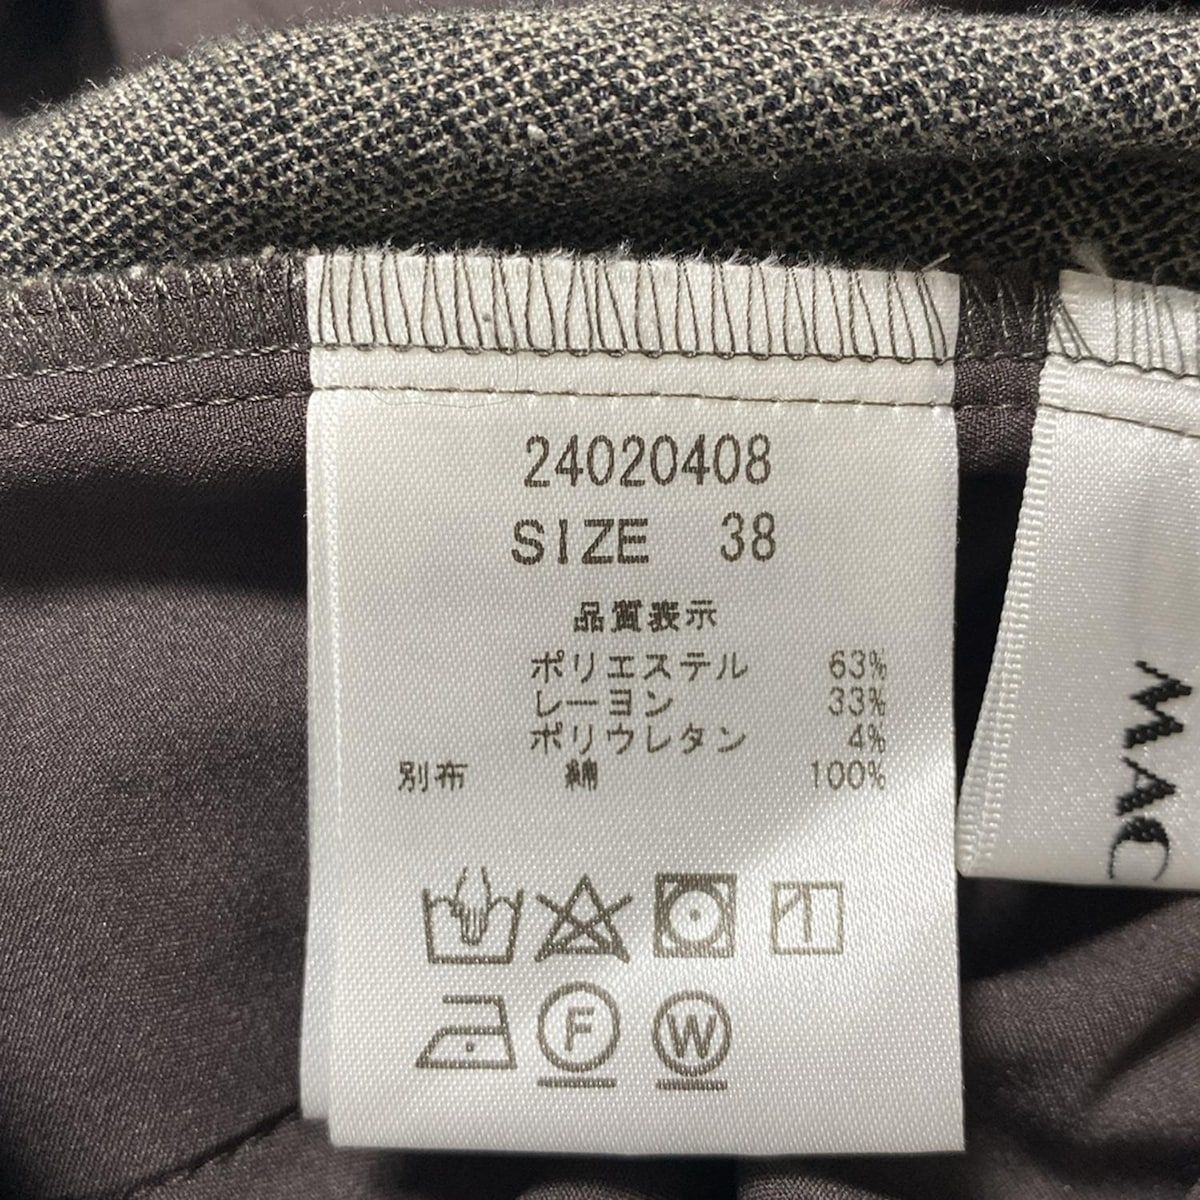 24020408
SIZE 38
品質表示
ポリエステル 63%
レーヨン 33%
ポリウレタン 4%
別布 綿 100%
F
W
MAC